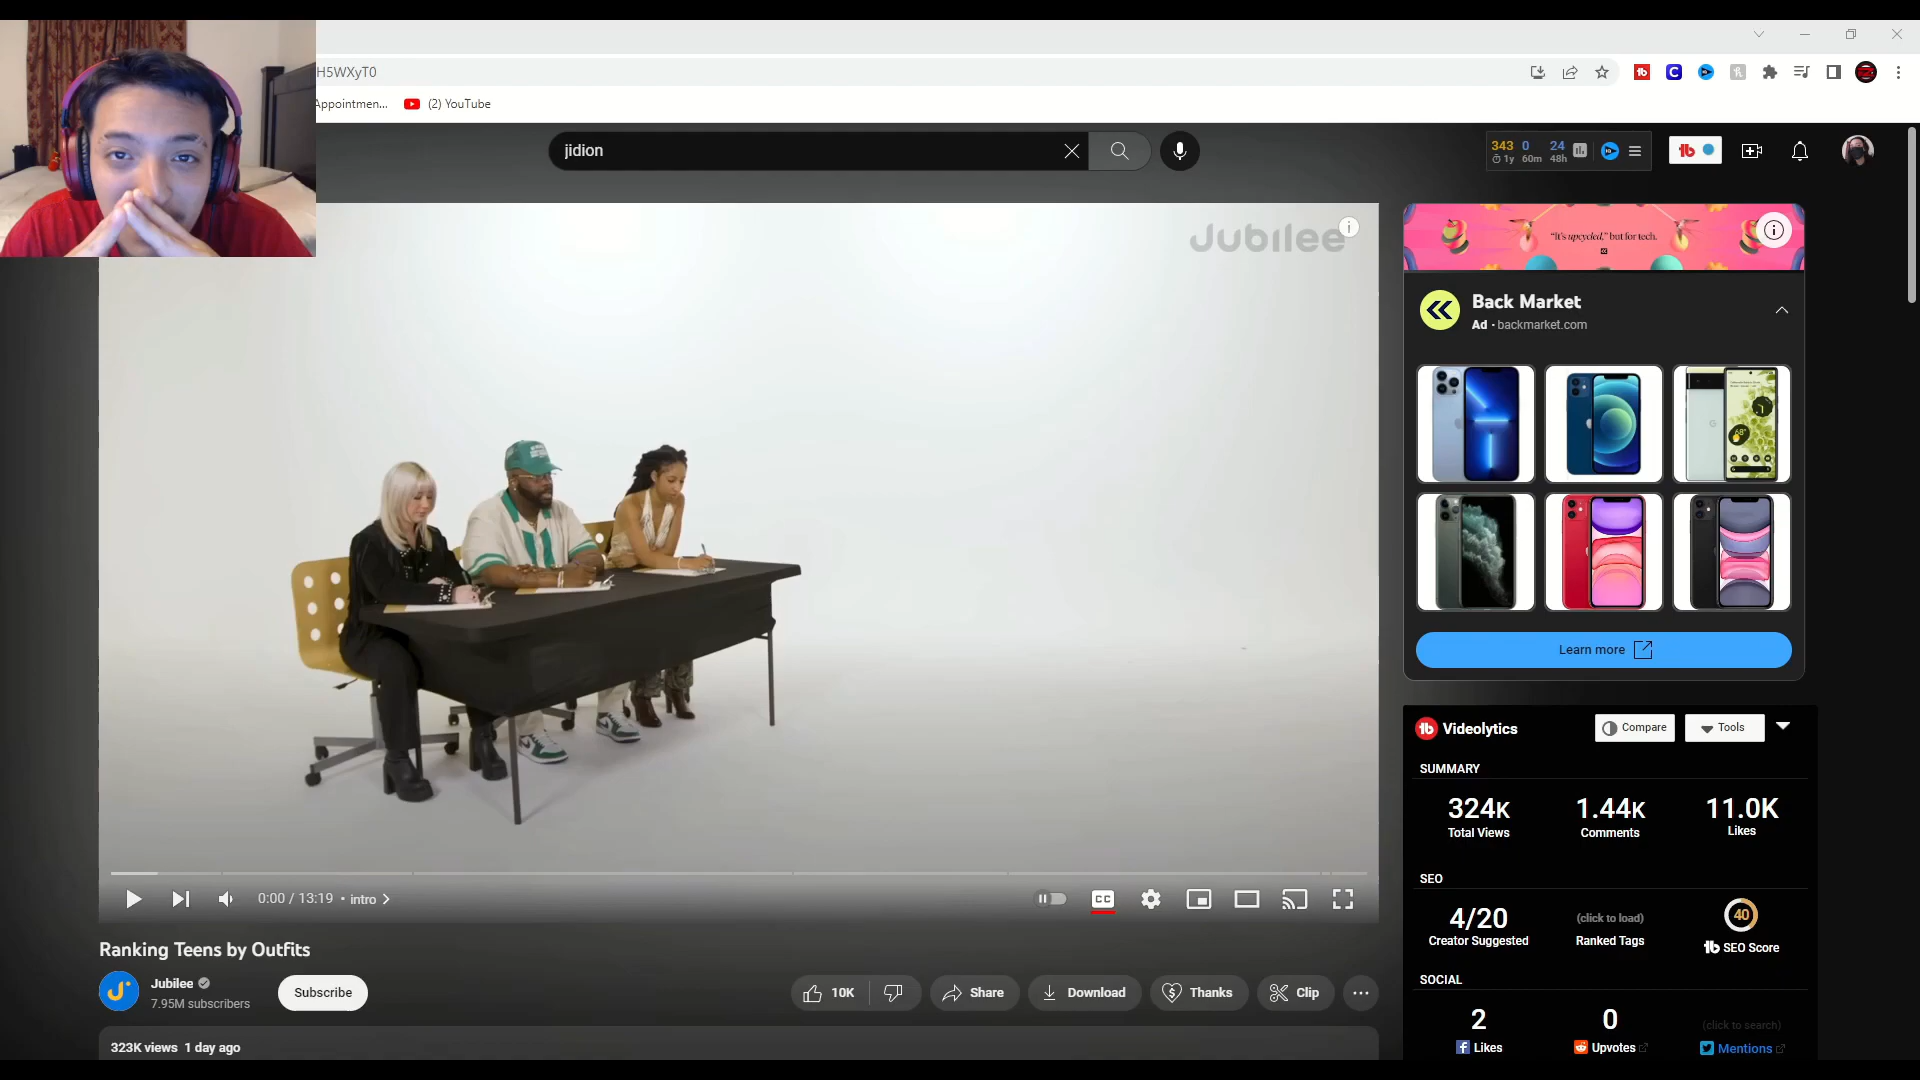 H5WXyT0
Appointmen...
(2) YouTube
jidion
343 0 24
1y 60m 48h
Jubilee
"It's upcycled," but for tech.
Back Market
Ad · backmarket.com
Learn more
Videolytics
Compare
Tools
SUMMARY
324K 1.44K 11.0K
Total Views Comments Likes
SEO
4/20 (click to load) 40
Creator Suggested Ranked Tags SEO Score
SOCIAL
2 0 (click to search)
Likes Upvotes Mentions
0:00 / 13:19 • intro
CC
Ranking Teens by Outfits
Jubilee
7.95M subscribers
Subscribe
10K
Share
Download
Thanks
Clip
323K views 1 day ago